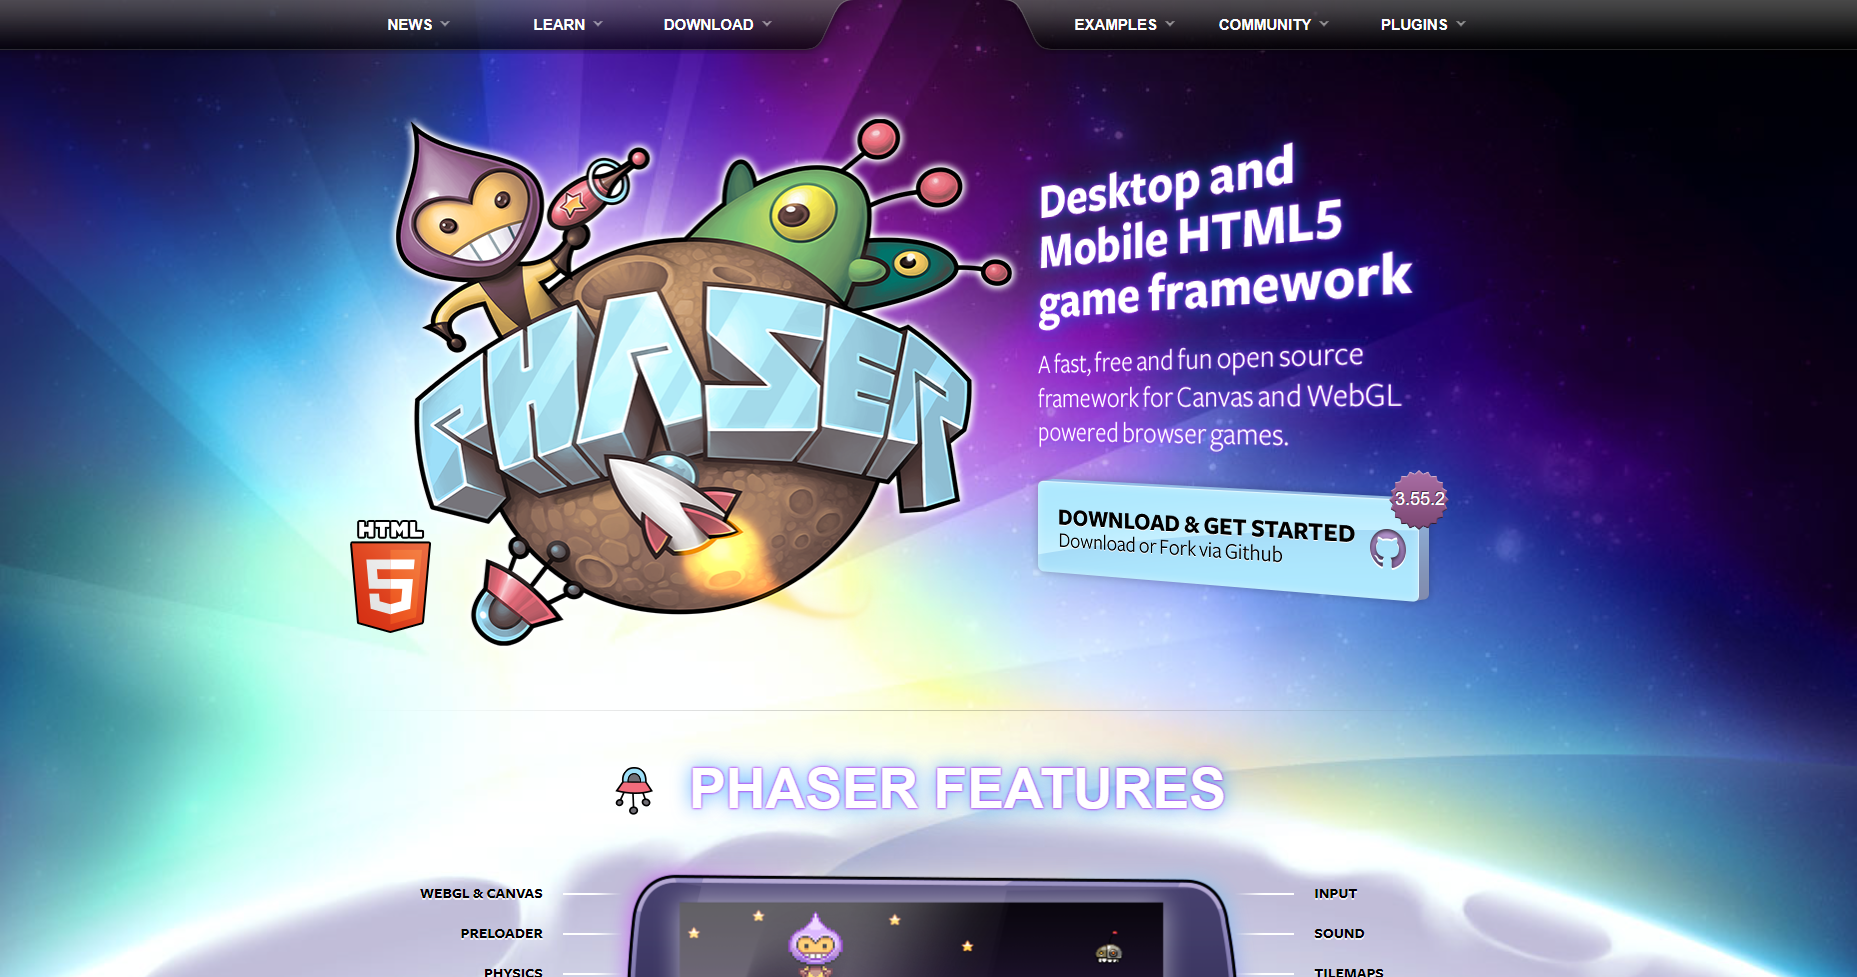 NEWS
LEARN
DOWNLOAD
EXAMPLES
COMMUNITY
PLUGINS
PHASER
HTML
5
Desktop and
Mobile HTML5
game framework
A fast, free and fun open source
framework for Canvas and WebGL
powered browser games.
3.55.2
DOWNLOAD & GET STARTED
Download or Fork via Github
PHASER FEATURES
WEBGL & CANVAS
PRELOADER
PHYSICS
INPUT
SOUND
TILEMAPS